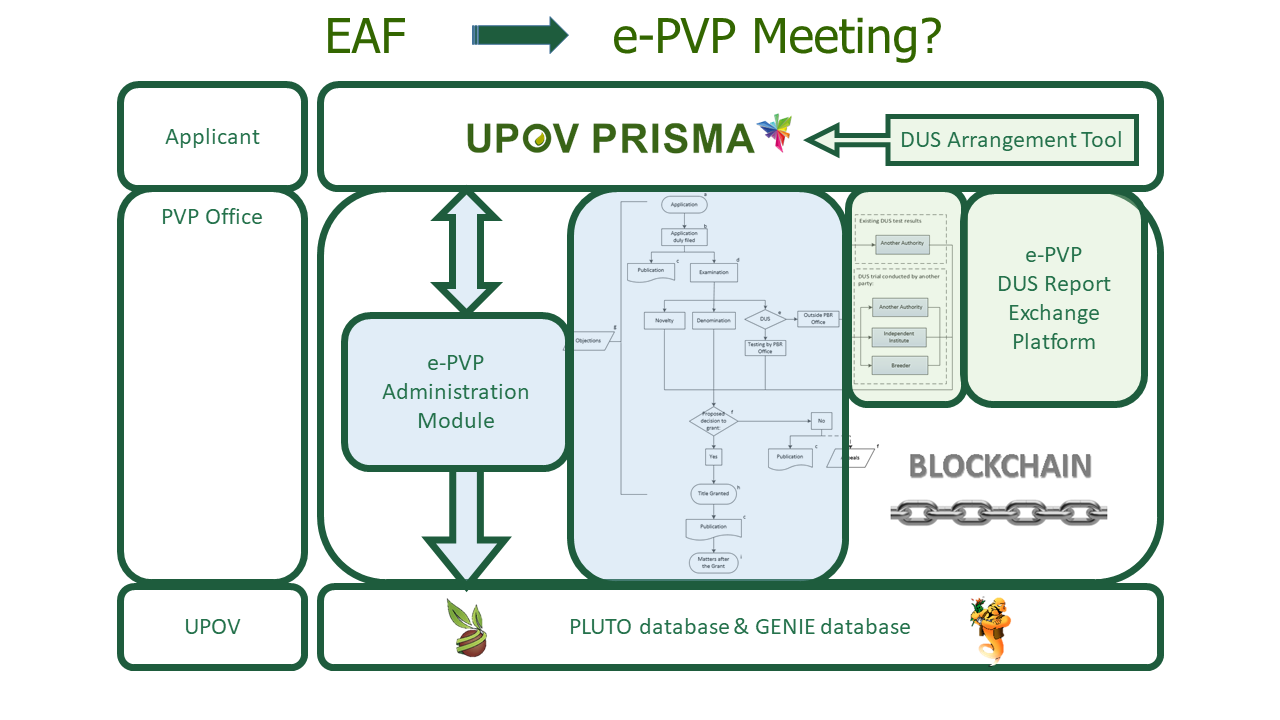 EAF
e-PVP Meeting?
Applicant
UPOV PRISMA
DUS Arrangement Tool
PVP Office
e-PVP
Administration
Module
a
Application
b
Application
duly filed
c
Publication
d
Examination
Novelty
Denomination
e
DUS
Outside PBR
Office
Testing by PBR
Office
g
Objections
Proposed
decision to
grant:
f
No
Yes
c
Publication
f
h
Title Granted
c
Publication
i
Matters after
the Grant
Existing DUS test results
Another Authority
DUS trial conducted by another
party:
Another Authority
Independent
Institute
Breeder
e-PVP
DUS Report
Exchange
Platform
BLOCKCHAIN
UPOV
PLUTO database & GENIE database